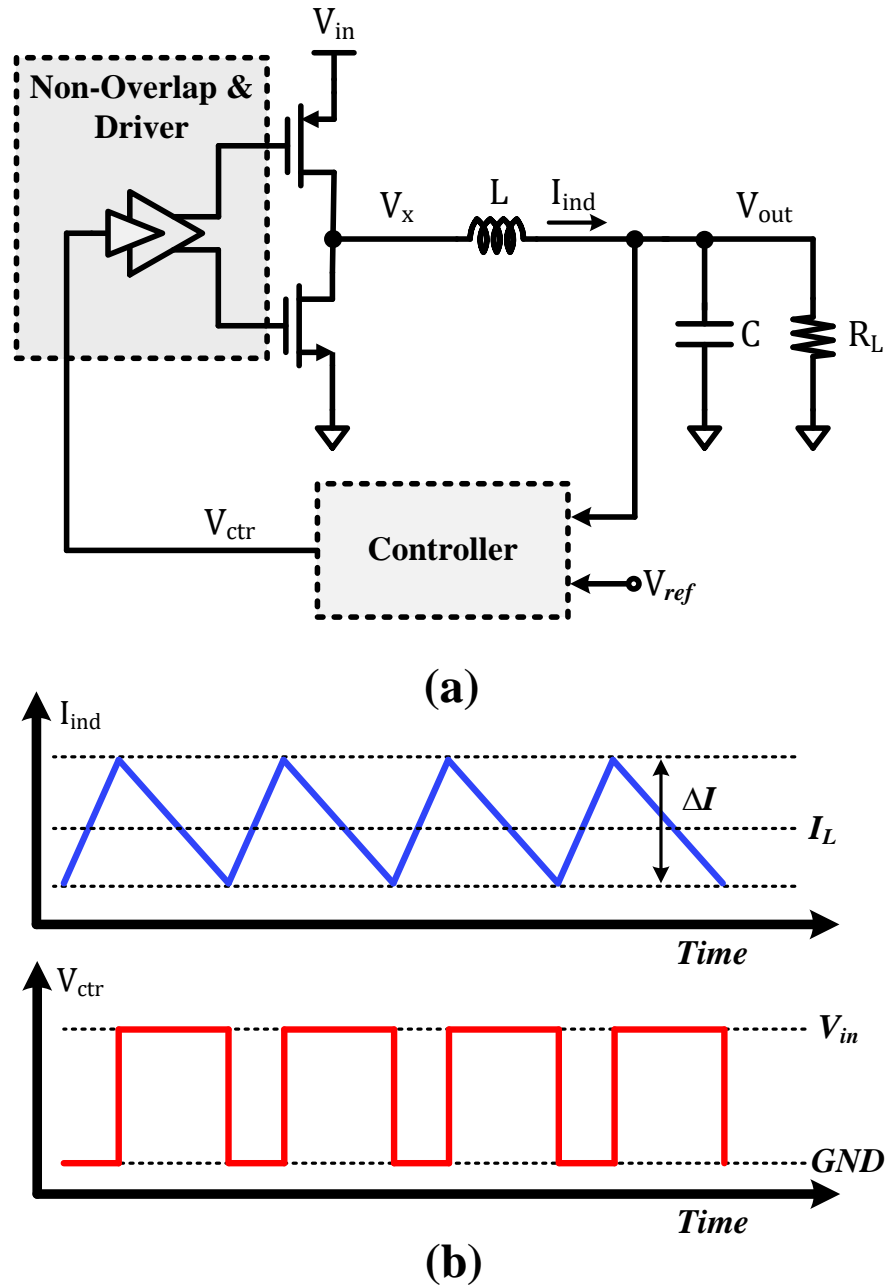 V_in
Non-Overlap &
Driver
V_x
L
I_ind
V_out
C
R_L
V_ctr
Controller
V_ref
(a)
I_ind
ΔI
I_L
Time
V_ctr
V_in
GND
Time
(b)